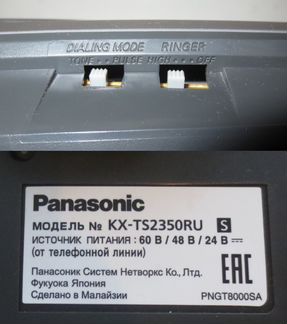 DIALING MODE RINGER
TONE PULSE HIGH OFF
Panasonic
МОДЕЛЬ № KX-TS2350RU S
ИСТОЧНИК ПИТАНИЯ : 60 В / 48 В / 24 В
(от телефонной линии)
Панасоник Систем Нетворкс Ко., Лтд.
Фукуока Япония
Сделано в Малайзии
EAC
PNGT8000SA